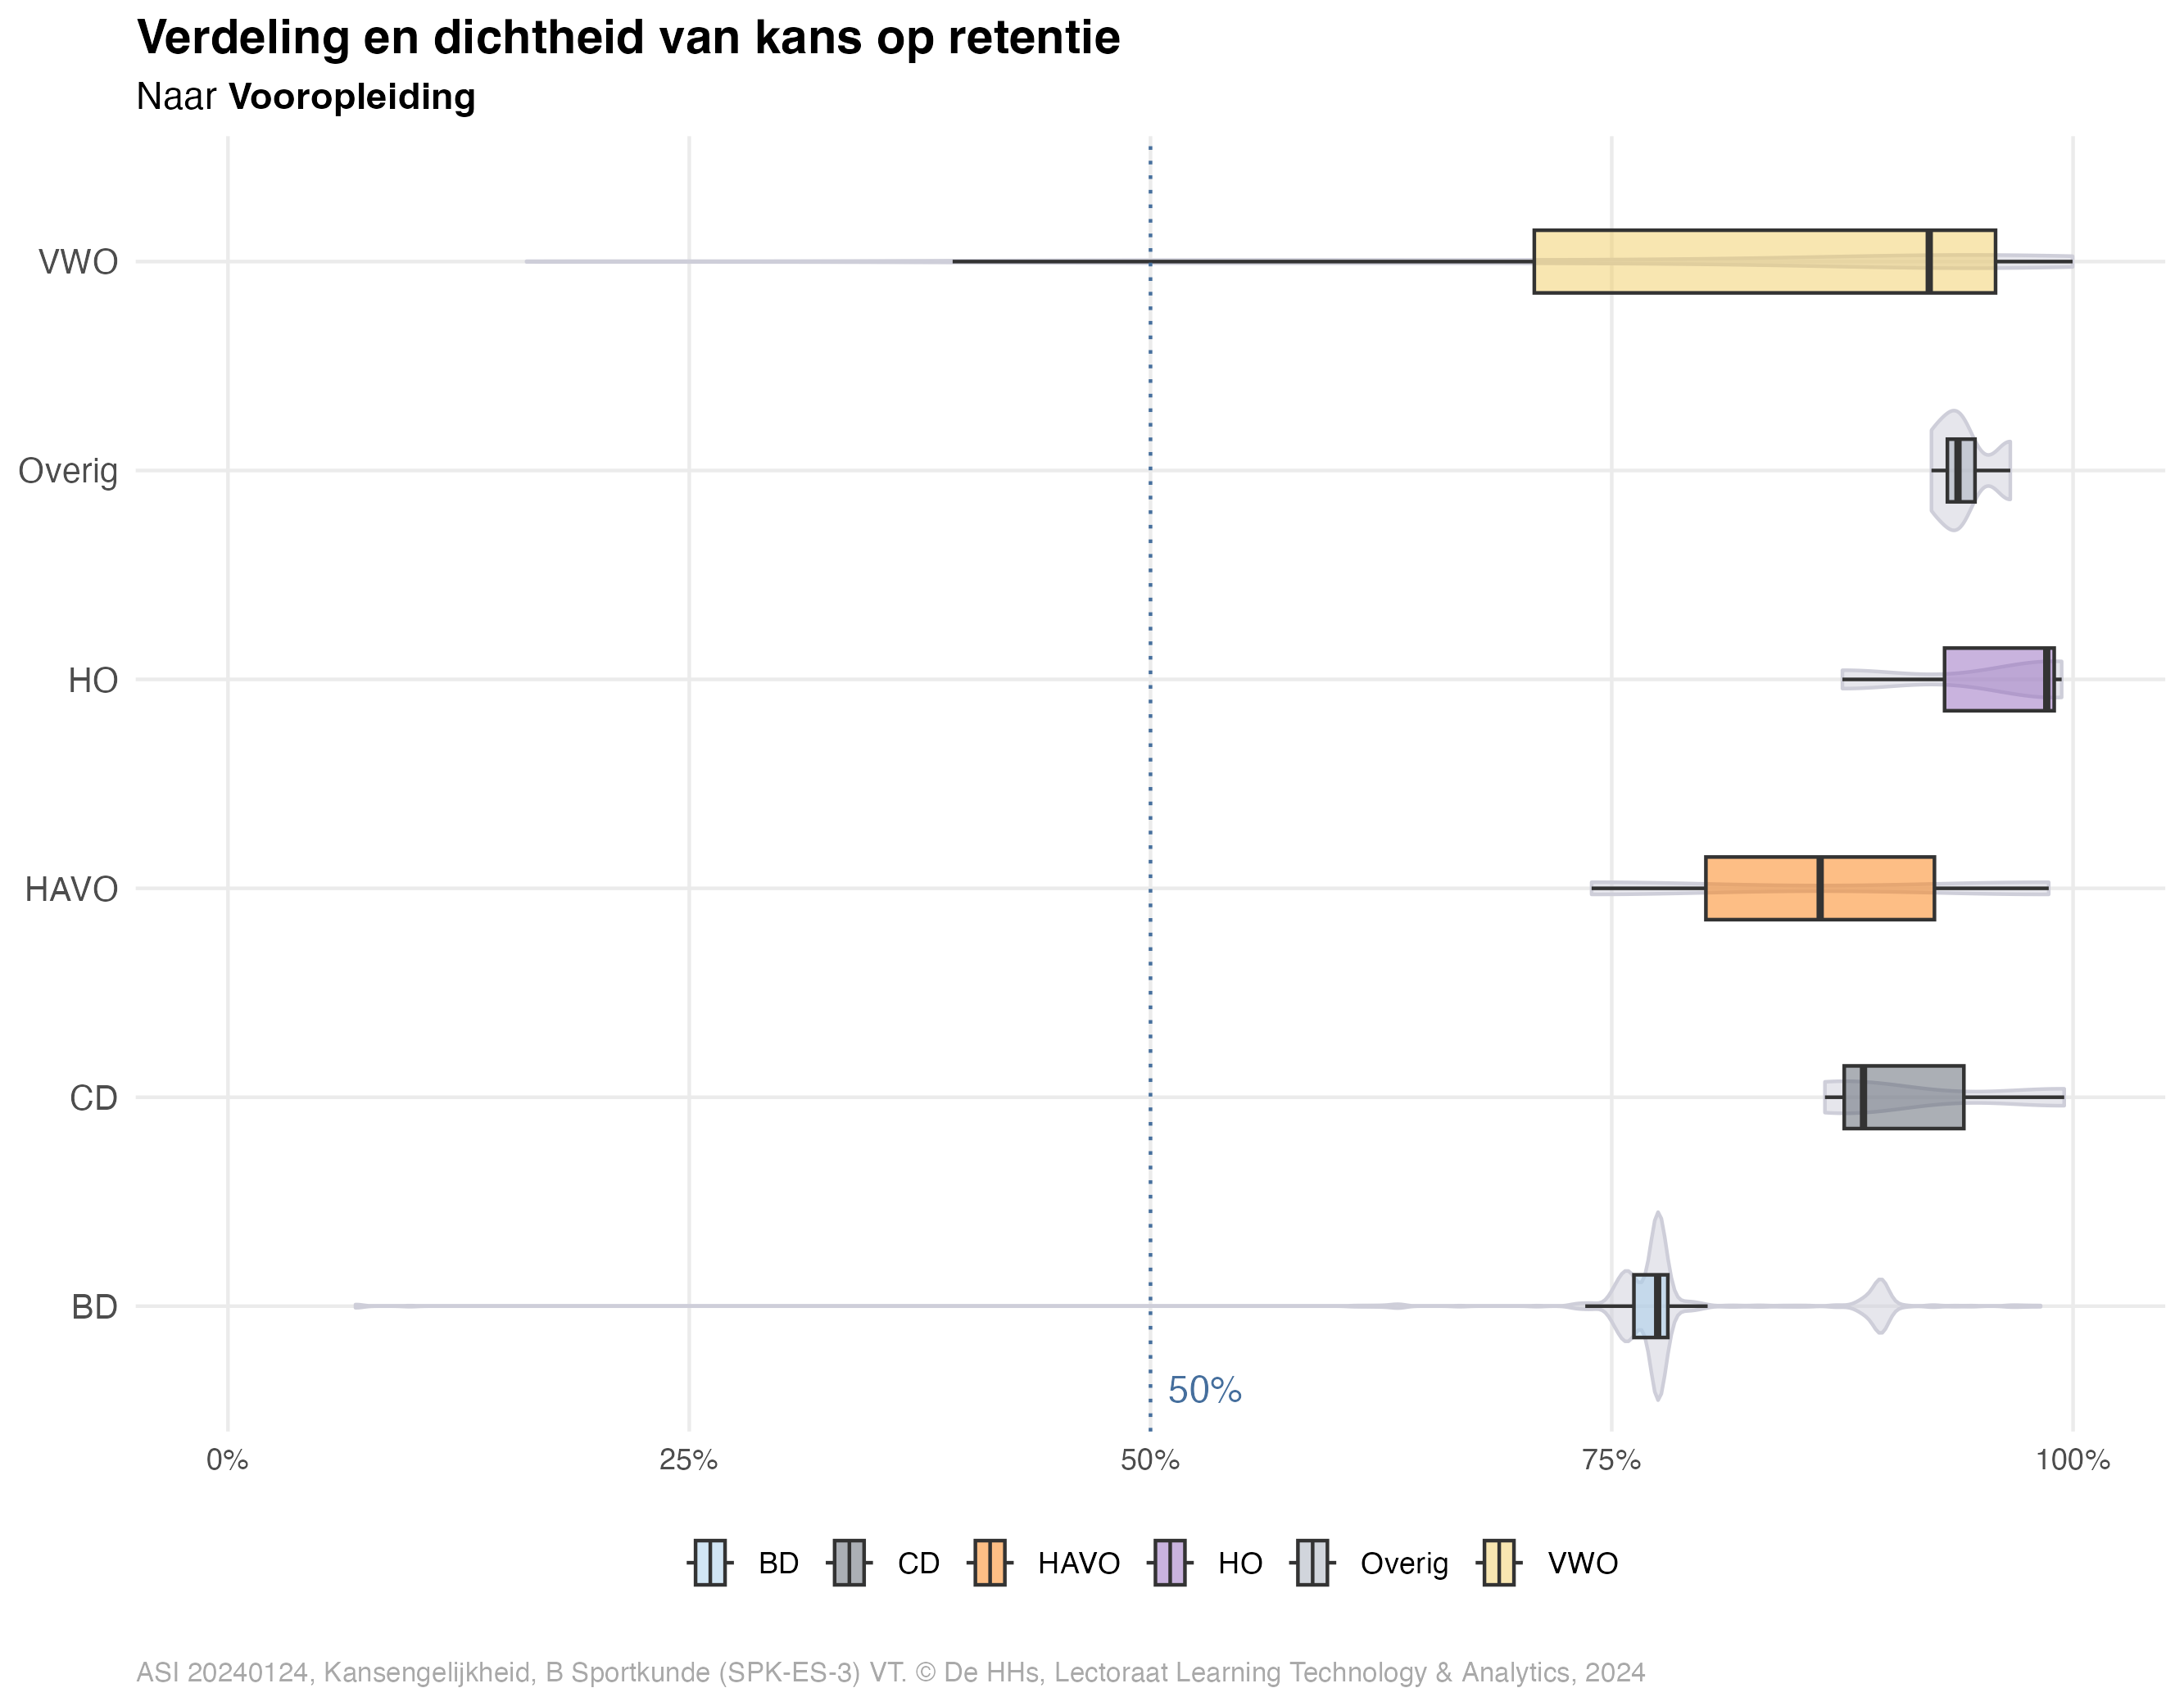 Verdeling en dichtheid van kans op retentie
Naar Vooropleiding
VWO
Overig
HO
HAVO
CD
BD
50%
0% 25% 50% 75% 100%
BD CD HAVO HO Overig VWO
ASI 20240124, Kansengelijkheid, B Sportkunde (SPK-ES-3) VT. © De HHs, Lectoraat Learning Technology & Analytics, 2024